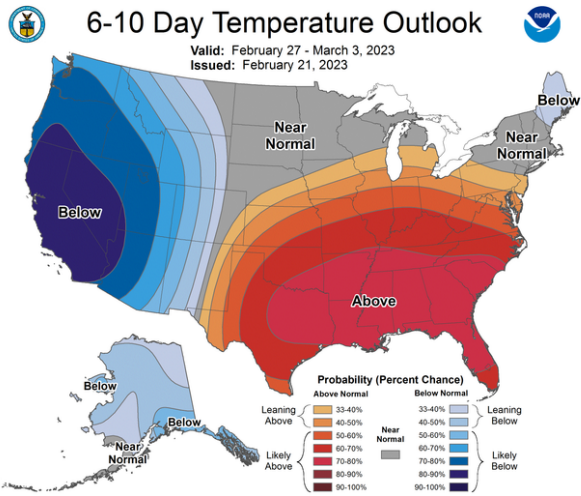 6-10 Day Temperature Outlook
Valid: February 27 - March 3, 2023
Issued: February 21, 2023
NOAA
Below
Near
Normal
Near
Normal
Below
Above
Below
Below
Near
Normal
Probability (Percent Chance)
Above Normal
Below Normal
Leaning
Above
33-40%
40-50%
Likely
Above
50-60%
60-70%
70-80%
80-90%
90-100%
Near
Normal
33-40%
40-50%
Leaning
Below
50-60%
60-70%
70-80%
80-90%
90-100%
Likely
Below